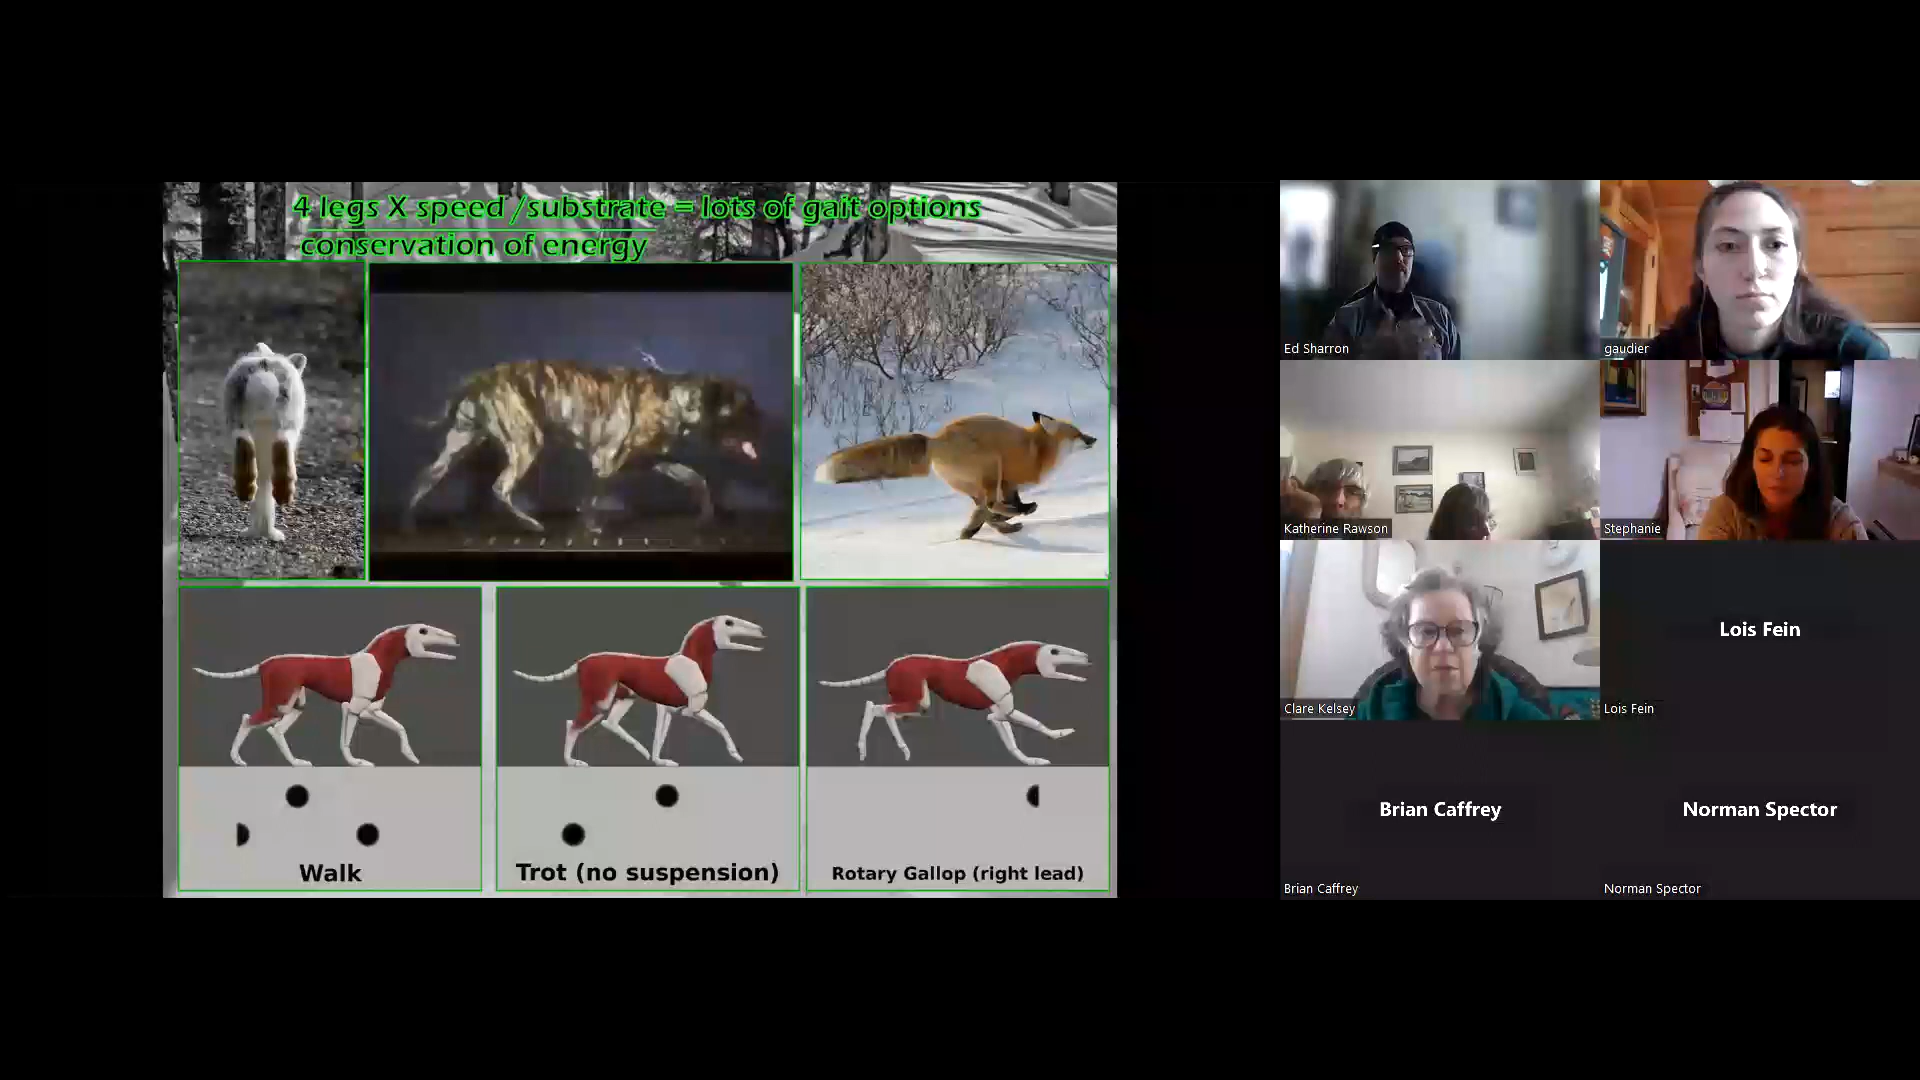 4 legs X speed /substrate = lots of gait options
conservation of energy
Walk
Trot (no suspension)
Rotary Gallop (right lead)
Ed Sharron
gaudier
Katherine Rawson
Stephanie
Clare Kelsey
Lois Fein
Lois Fein
Brian Caffrey
Norman Spector
Brian Caffrey
Norman Spector